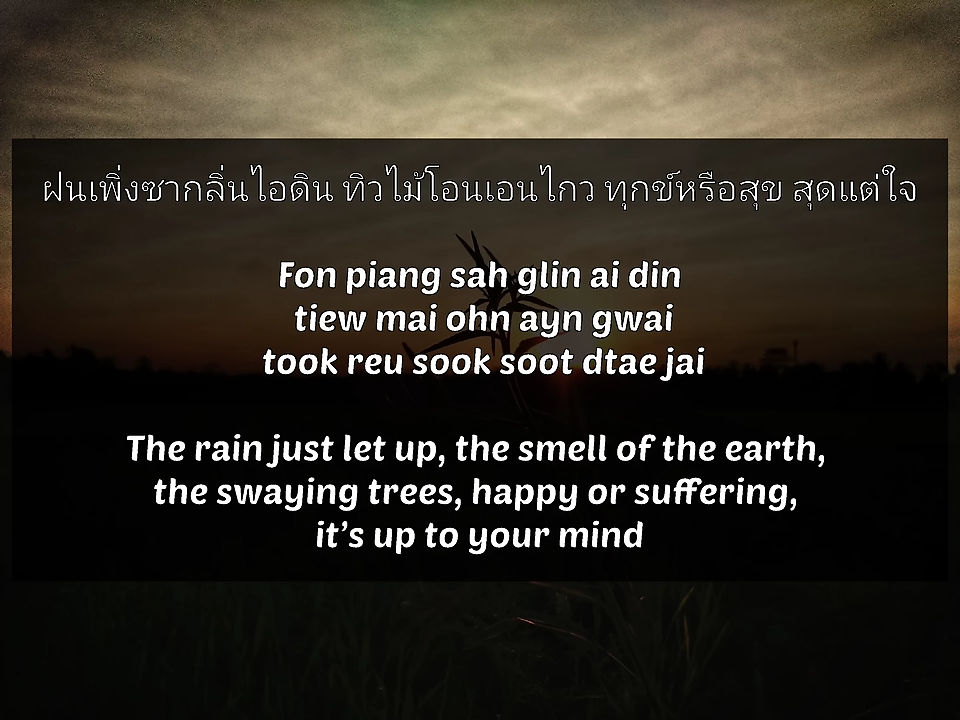 ฝนเพิ่งซากลิ่นไอดิน ทิวไม้โอนเอนไกว ทุกข์หรือสุข สุดแต่ใจ
Fon piang sah glin ai din
tiew mai ohn ayn gwai
took reu sook soot dtae jai
The rain just let up, the smell of the earth,
the swaying trees, happy or suffering,
it’s up to your mind